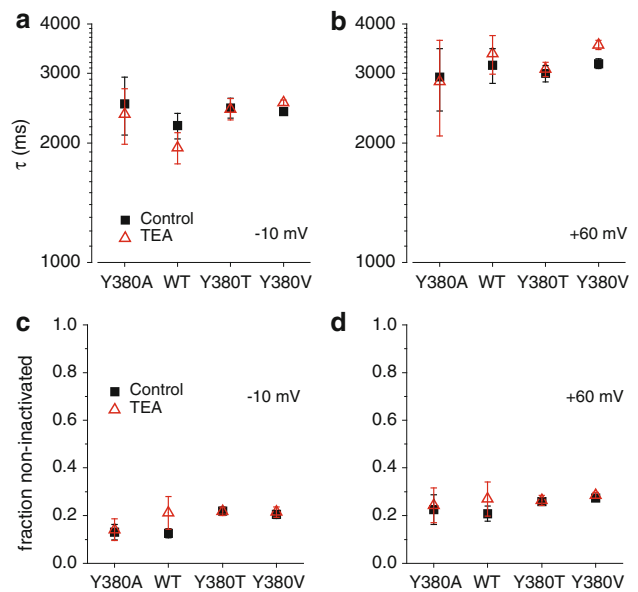 a
b
4000
3000
2000
1000
τ (ms)
Control
TEA
-10 mV
Y380A WT Y380T Y380V
4000
3000
2000
1000
+60 mV
Y380A WT Y380T Y380V
c
d
1.0
0.8
0.6
0.4
0.2
0.0
fraction non-inactivated
Control
TEA
-10 mV
Y380A WT Y380T Y380V
1.0
0.8
0.6
0.4
0.2
0.0
+60 mV
Y380A WT Y380T Y380V